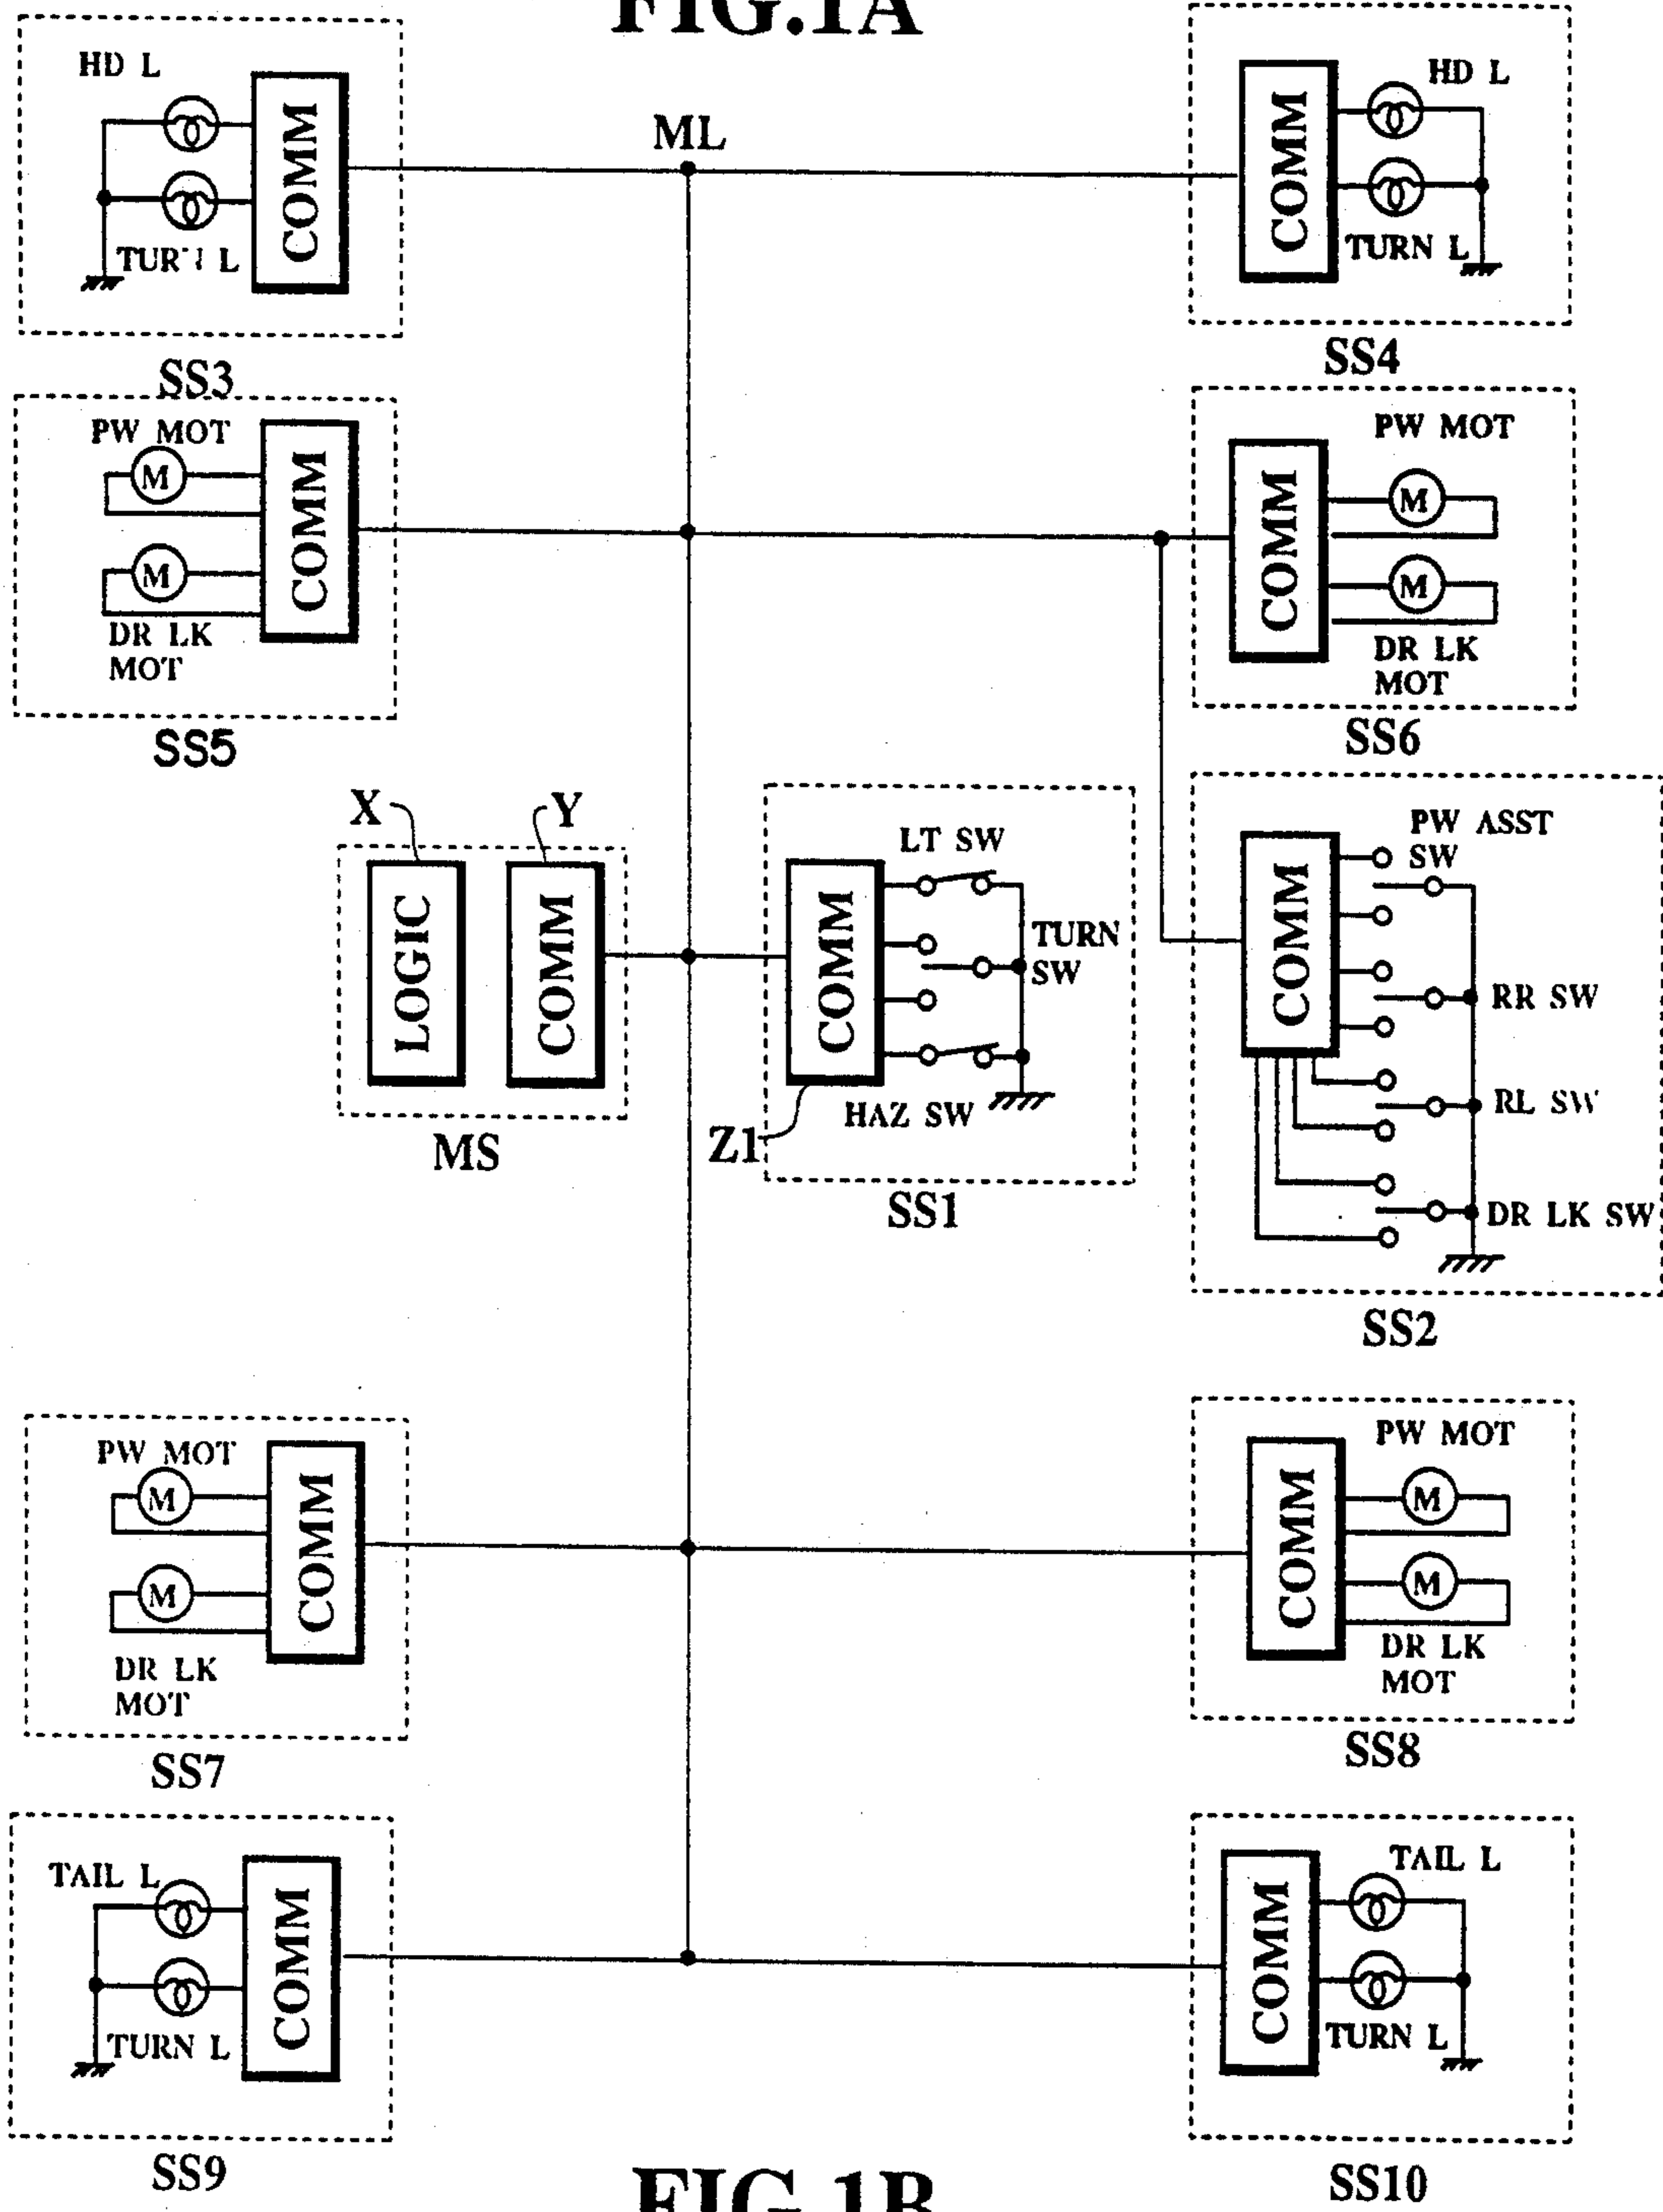 FIG.1A
HD L
COMM
TURN L
SS3
ML
COMM
HD L
TURN L
SS4
PW MOT
M
M
COMM
DR LK
MOT
SS5
PW MOT
COMM
M
M
DR LK
MOT
SS6
X
Y
LOGIC
COMM
MS
LT SW
COMM
TURN
SW
HAZ SW
Z1
SS1
PW ASST
SW
COMM
RR SW
RL SW
DR LK SW
SS2
PW MOT
M
M
COMM
DR LK
MOT
SS7
PW MOT
COMM
M
M
DR LK
MOT
SS8
TAIL L
COMM
TURN L
SS9
TAIL L
COMM
TURN L
SS10
FIG.1B